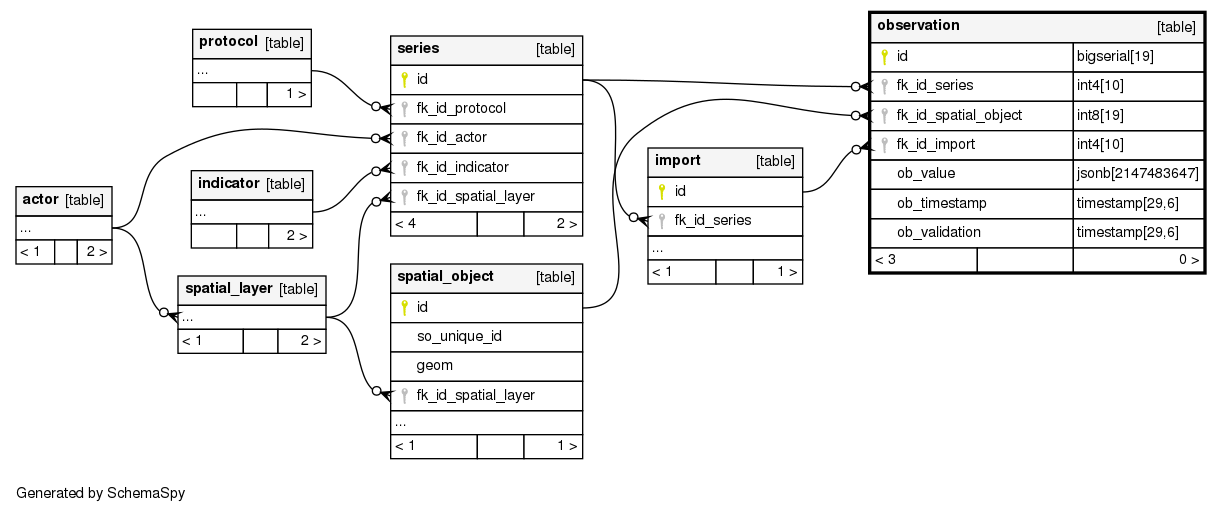 protocol [table]
...
1 >
series [table]
id
fk_id_protocol
fk_id_actor
fk_id_indicator
fk_id_spatial_layer
< 4 2 >
observation [table]
id bigserial[19]
fk_id_series int4[10]
fk_id_spatial_object int8[19]
fk_id_import int4[10]
ob_value jsonb[2147483647]
ob_timestamp timestamp[29,6]
ob_validation timestamp[29,6]
< 3 0 >
import [table]
id
fk_id_series
...
< 1 1 >
indicator [table]
...
2 >
actor [table]
...
< 1 2 >
spatial_layer [table]
...
< 1 2 >
spatial_object [table]
id
so_unique_id
geom
fk_id_spatial_layer
...
< 1 1 >
Generated by SchemaSpy